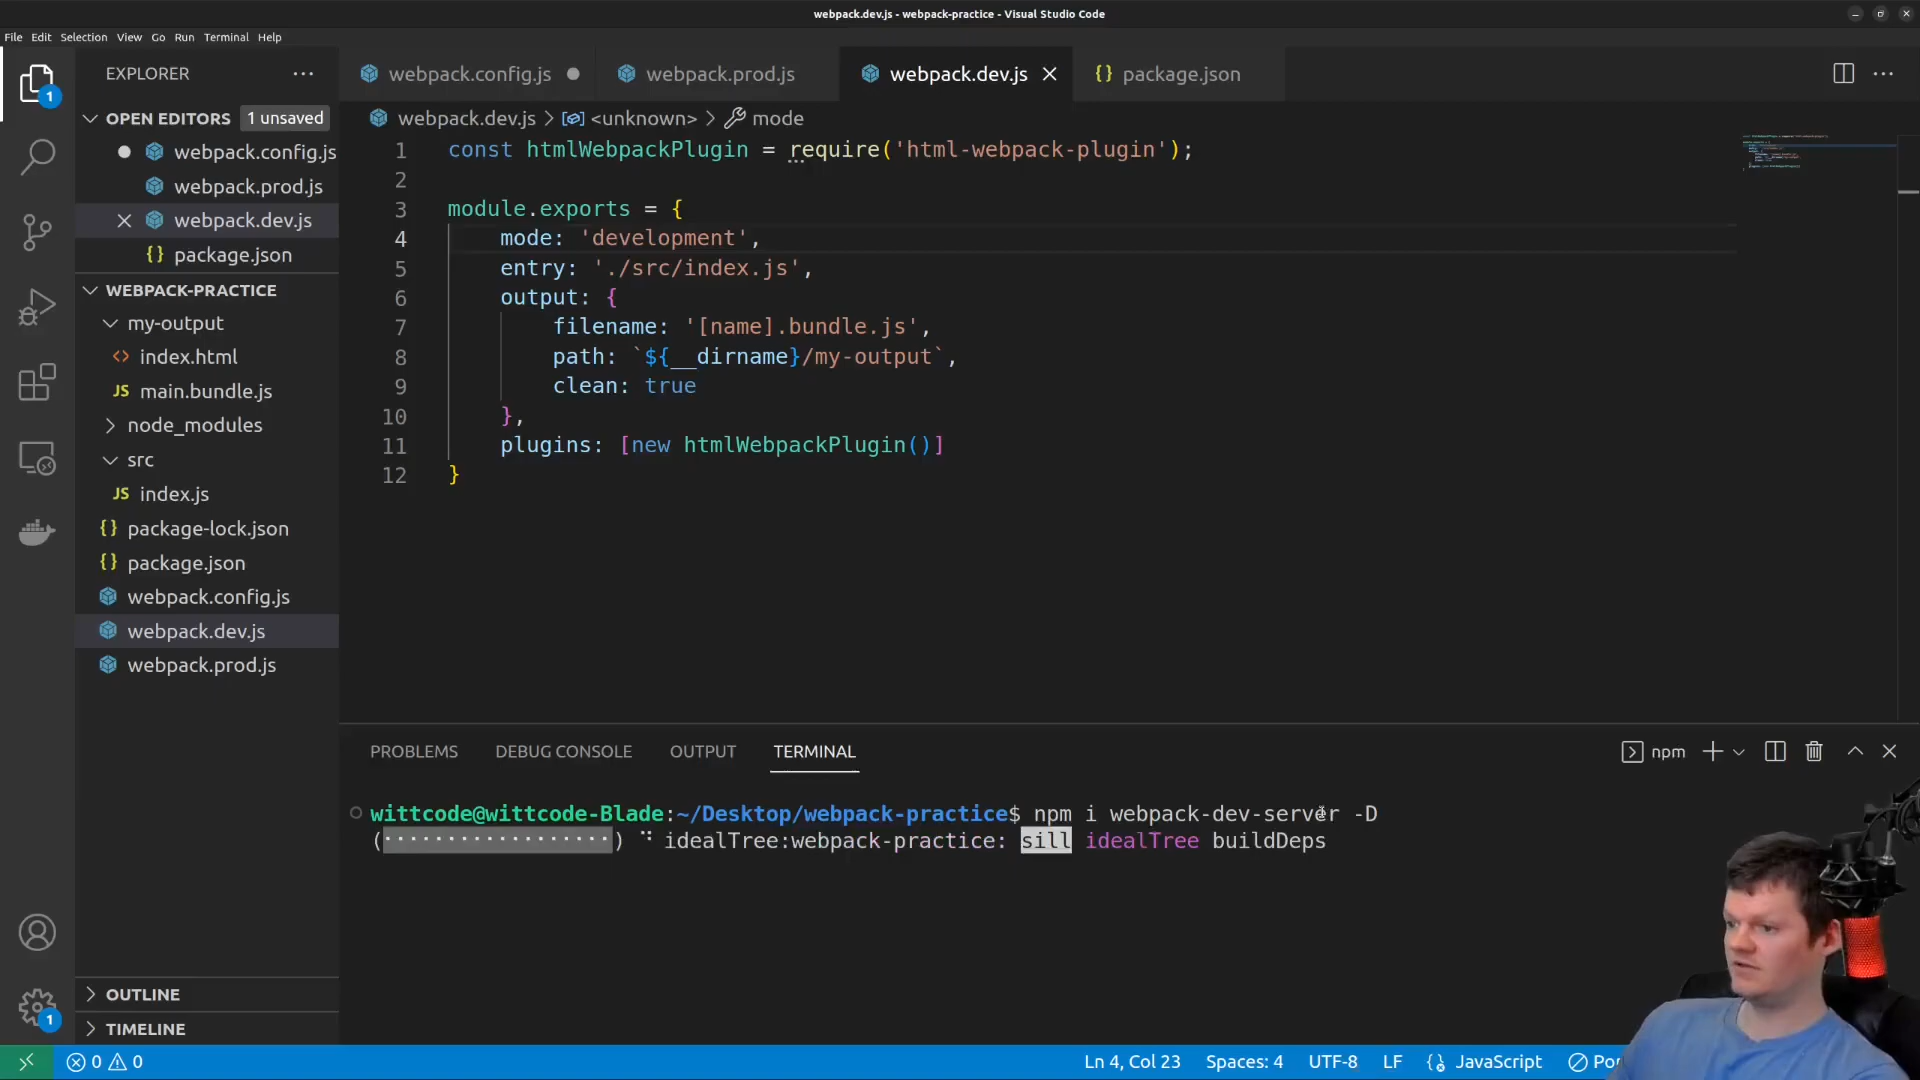 webpack.dev.js - webpack-practice - Visual Studio Code
File Edit Selection View Go Run Terminal Help
EXPLORER
webpack.config.js
webpack.prod.js
webpack.dev.js
package.json
1
OPEN EDITORS 1 unsaved
webpack.config.js
webpack.prod.js
webpack.dev.js
package.json
WEBPACK-PRACTICE
my-output
index.html
JS main.bundle.js
node_modules
src
JS index.js
package-lock.json
package.json
webpack.config.js
webpack.dev.js
webpack.prod.js
OUTLINE
TIMELINE
1
webpack.dev.js > <unknown> > mode
1 const htmlWebpackPlugin = require('html-webpack-plugin');
2
3 module.exports = {
4 mode: 'development',
5 entry: './src/index.js',
6 output: {
7 filename: '[name].bundle.js',
8 path: `${__dirname}/my-output`,
9 clean: true
10 },
11 plugins: [new htmlWebpackPlugin()]
12 }
PROBLEMS DEBUG CONSOLE OUTPUT TERMINAL
npm
wittcode@wittcode-Blade:~/Desktop/webpack-practice$ npm i webpack-dev-server -D
(⠂⠂⠂⠂⠂⠂⠂⠂⠂⠂⠂⠂⠂⠂⠂⠂⠂⠂) ⠙ idealTree:webpack-practice: sill idealTree buildDeps
0 0 Ln 4, Col 23 Spaces: 4 UTF-8 LF {} JavaScript